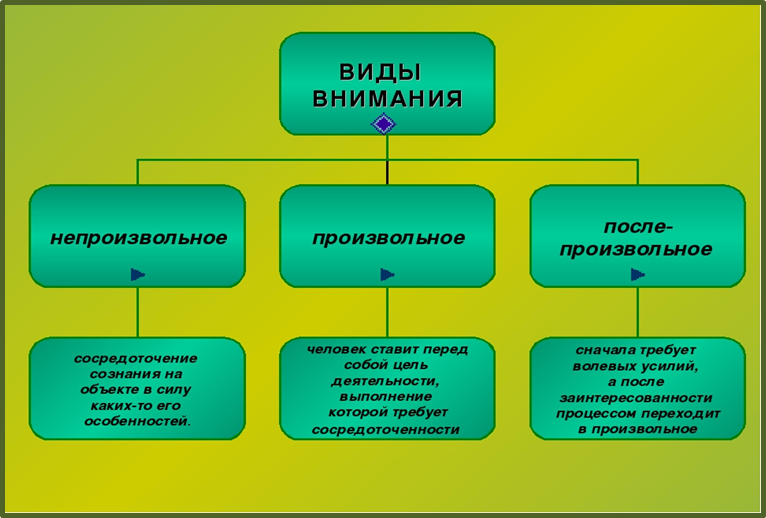 ВИДЫ
ВНИМАНИЯ
непроизвольное
произвольное
после-
произвольное
сосредоточение
сознания на
объекте в силу
каких-то его
особенностей.
человек ставит перед
собой цель
деятельности,
выполнение
которой требует
сосредоточенности
сначала требует
волевых усилий,
а после
заинтересованности
процессом переходит
в произвольное